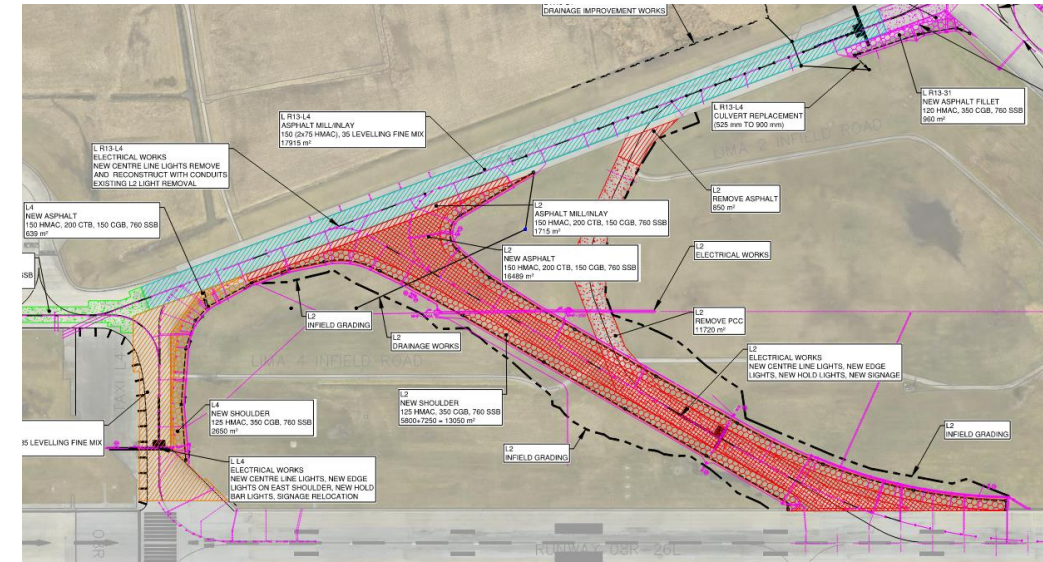 DRAINAGE IMPROVEMENT WORKS
L R13-L4
ASPHALT MILL/INLAY
150 (2x75 HMAC), 35 LEVELLING FINE MIX
17915 m²
L R13-L4
CULVERT REPLACEMENT
(525 mm TO 900 mm)
L R13-31
NEW ASPHALT FILLET
120 HMAC, 350 CGB, 760 SSB
960 m²
LIMA 2 INFIELD ROAD
L R13-L4
ELECTRICAL WORKS
NEW CENTRE LINE LIGHTS REMOVE
AND RECONSTRUCT WITH CONDUITS
EXISTING L2 LIGHT REMOVAL
L2
REMOVE ASPHALT
850 m²
L4
NEW ASPHALT
150 HMAC, 200 CTB, 150 CGB, 760 SSB
639 m²
L2
ASPHALT MILL/INLAY
150 HMAC, 200 CTB, 150 CGB, 760 SSB
1715 m²
L2
NEW ASPHALT
150 HMAC, 200 CTB, 150 CGB, 760 SSB
16489 m²
L2
ELECTRICAL WORKS
SSB
L2
INFIELD GRADING
L2
DRAINAGE WORKS
L2
REMOVE PCC
11720 m²
LIMA 4 INFIELD ROAD
TAXI L4
L2
ELECTRICAL WORKS
NEW CENTRE LINE LIGHTS, NEW EDGE
LIGHTS, NEW HOLD LIGHTS, NEW SIGNAGE
L4
NEW SHOULDER
125 HMAC, 350 CGB, 760 SSB
2650 m²
L2
NEW SHOULDER
125 HMAC, 350 CGB, 760 SSB
5800+7250 = 13050 m²
35 LEVELLING FINE MIX
L2
INFIELD GRADING
L2
INFIELD GRADING
L L4
ELECTRICAL WORKS
NEW CENTRE LINE LIGHTS, NEW EDGE
LIGHTS ON EAST SHOULDER, NEW HOLD
BAR LIGHTS, SIGNAGE RELOCATION
08R
RUNWAY 08R-26L